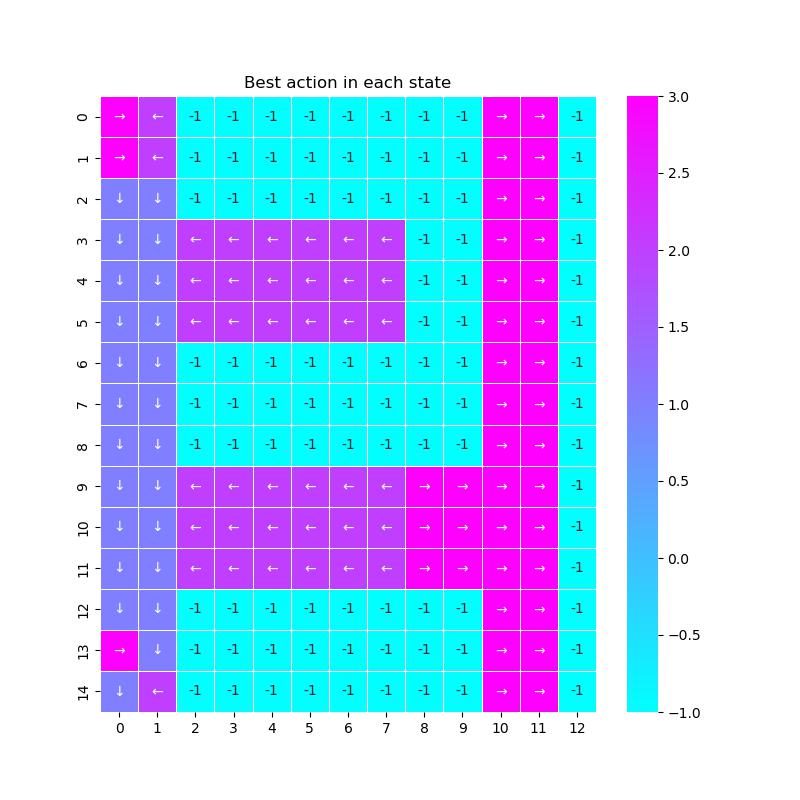 Best action in each state
0 → ← -1 -1 -1 -1 -1 -1 -1 -1 → → -1
1 → ← -1 -1 -1 -1 -1 -1 -1 -1 → → -1
2 ↓ ↓ -1 -1 -1 -1 -1 -1 -1 -1 → → -1
3 ↓ ↓ ← ← ← ← ← ← -1 -1 → → -1
4 ↓ ↓ ← ← ← ← ← ← -1 -1 → → -1
5 ↓ ↓ ← ← ← ← ← ← -1 -1 → → -1
6 ↓ ↓ -1 -1 -1 -1 -1 -1 -1 -1 → → -1
7 ↓ ↓ -1 -1 -1 -1 -1 -1 -1 -1 → → -1
8 ↓ ↓ -1 -1 -1 -1 -1 -1 -1 -1 → → -1
9 ↓ ↓ ← ← ← ← ← ← → → → → -1
10 ↓ ↓ ← ← ← ← ← ← → → → → -1
11 ↓ ↓ ← ← ← ← ← ← → → → → -1
12 ↓ ↓ -1 -1 -1 -1 -1 -1 -1 -1 → → -1
13 → ↓ -1 -1 -1 -1 -1 -1 -1 -1 → → -1
14 ↓ ← -1 -1 -1 -1 -1 -1 -1 -1 → → -1
0 1 2 3 4 5 6 7 8 9 10 11 12
3.0
2.5
2.0
1.5
1.0
0.5
0.0
−0.5
−1.0